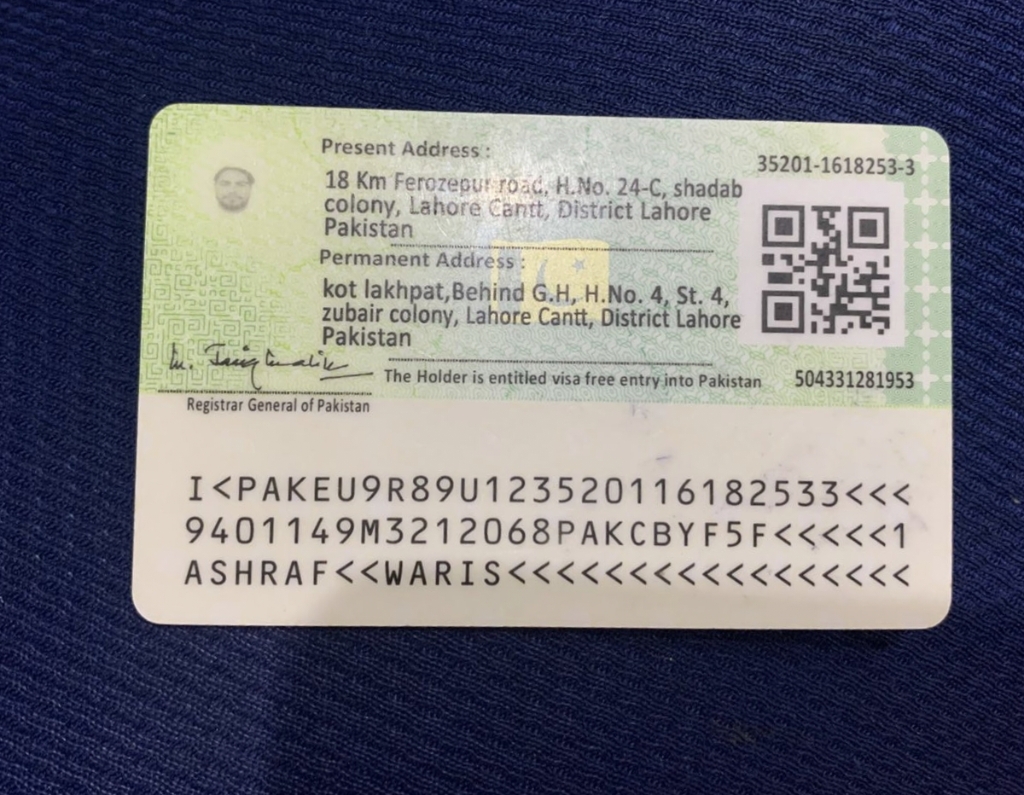 Present Address :
18 Km Ferozepur road, H.No. 24-C, shadab
colony, Lahore Cantt, District Lahore
Pakistan
35201-1618253-3
Permanent Address :
kot lakhpat,Behind G.H, H.No. 4, St. 4,
zubair colony, Lahore Cantt, District Lahore
Pakistan
The Holder is entitled visa free entry into Pakistan
504331281953
Registrar General of Pakistan
I<PAKEU9R89U123520116182533<<<
9401149M3212068PAKCBYF5F<<<<<1
ASHRAF<<WARIS<<<<<<<<<<<<<<<<<